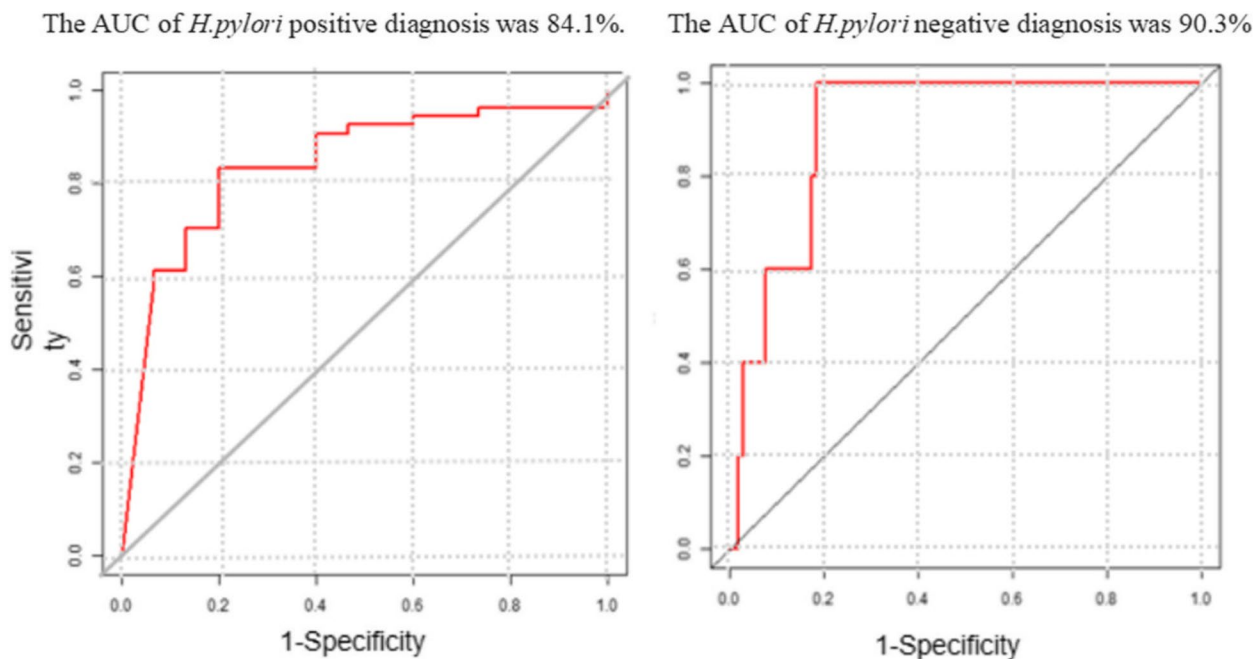 The AUC of H.pylori positive diagnosis was 84.1%.
The AUC of H.pylori negative diagnosis was 90.3%
Sensitivi
ty
1.0
0.8
0.6
0.4
0.2
0.0
0.0 0.2 0.4 0.6 0.8 1.0
1-Specificity
1.0
0.8
0.6
0.4
0.2
0.0
0.0 0.2 0.4 0.6 0.8 1.0
1-Specificity